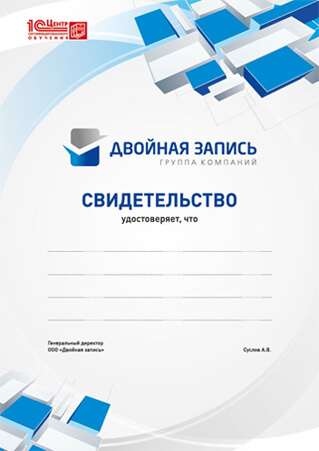 1С:Центр
СЕРТИФИЦИРОВАННОГО
ОБУЧЕНИЯ
ДВОЙНАЯ ЗАПИСЬ
ГРУППА КОМПАНИЙ
СВИДЕТЕЛЬСТВО
удостоверяет, что
Генеральный директор
ООО «Двойная запись»
Суслов А.В.